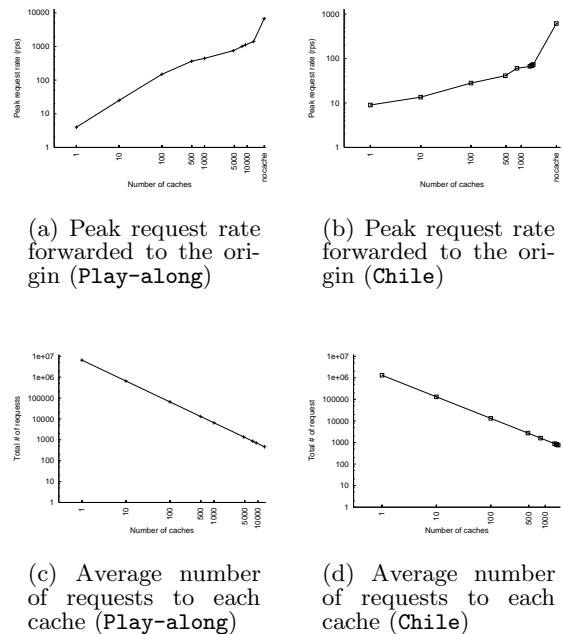 10000
1000
100
10
1
Peak request rate (rps)
1
10
100
500
1 000
5 000
10 000
no cache
Number of caches
1000
100
10
1
Peak request rate (rps)
1
10
100
500
1000
no cache
Number of caches
(a) Peak request rate
forwarded to the ori-
gin (Play-along)
(b) Peak request rate
forwarded to the ori-
gin (Chile)
1e+07
1e+06
100000
10000
1000
100
10
1
Total # of requests
1
10
100
500
1000
5000
10000
Number of caches
1e+07
1e+06
100000
10000
1000
100
10
1
Total # of request
1
10
100
500
1000
Number of caches
(c) Average number
of requests to each
cache (Play-along)
(d) Average number
of requests to each
cache (Chile)